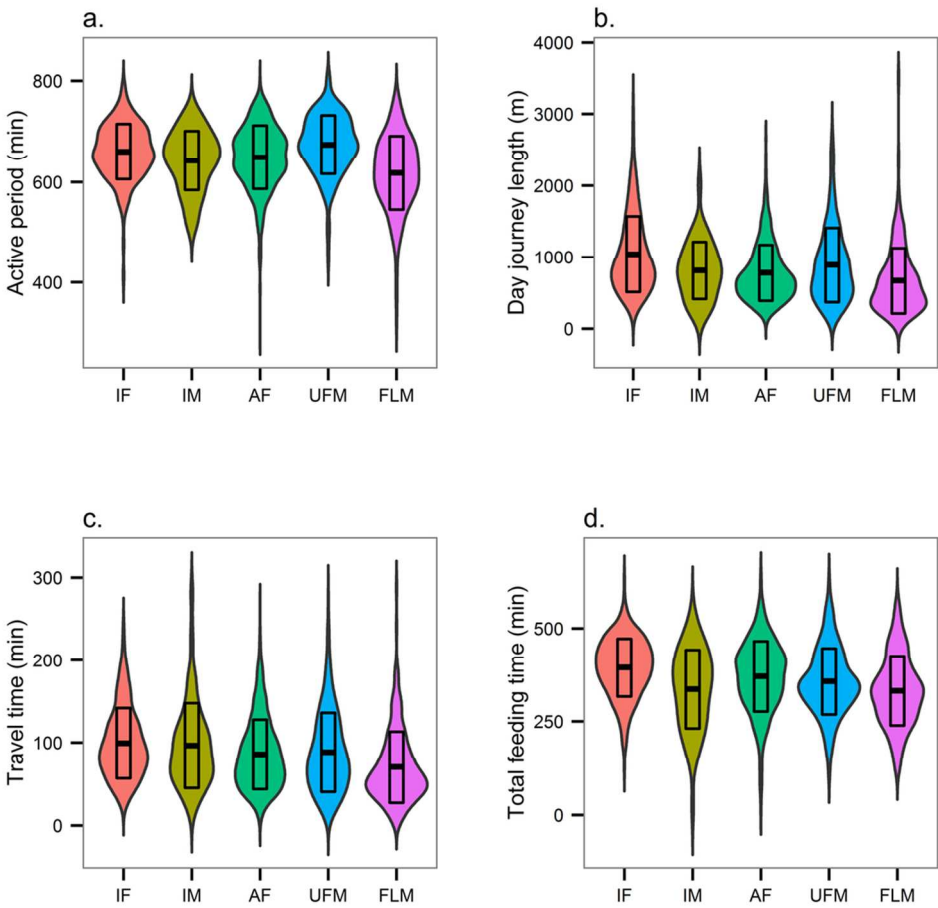 a.
Active period (min)
800
600
400
IF IM AF UFM FLM
b.
Day journey length (m)
4000
3000
2000
1000
0
IF IM AF UFM FLM
c.
Travel time (min)
300
200
100
0
IF IM AF UFM FLM
d.
Total feeding time (min)
500
250
0
IF IM AF UFM FLM